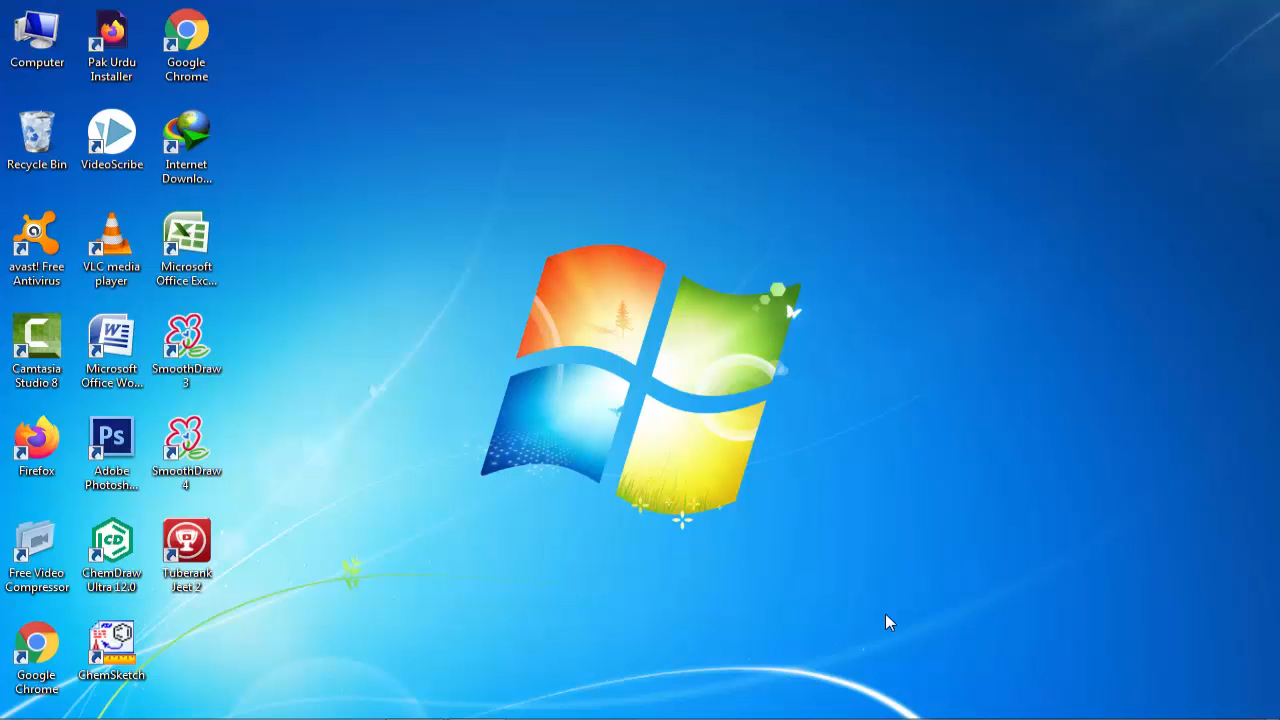 Computer
Pak Urdu
Installer
Google
Chrome
Recycle Bin
VideoScribe
Internet
Downlo...
avast! Free
Antivirus
VLC media
player
Microsoft
Office Exc...
Camtasia
Studio 8
Microsoft
Office Wo...
SmoothDraw
3
Firefox
Ps
Adobe
Photosh...
SmoothDraw
4
Free Video
Compressor
CD
ChemDraw
Ultra 12.0
Tuberank
Jeet 2
Google
Chrome
ChemSketch